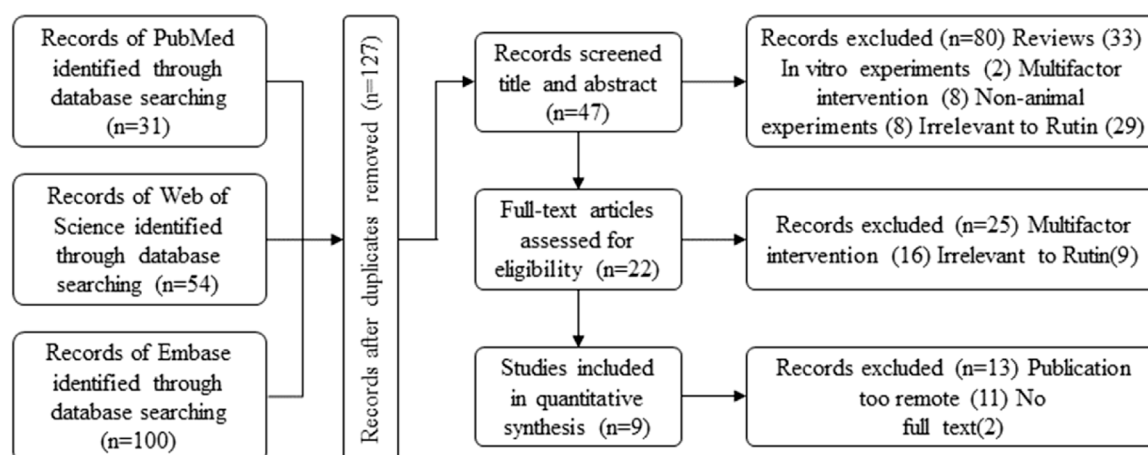 Records of PubMed
identified through
database searching
(n=31)
Records of Web of
Science identified
through database
searching (n=54)
Records of Embase
identified through
database searching
(n=100)
Records after duplicates removed (n=127)
Records screened
title and abstract
(n=47)
Records excluded (n=80) Reviews (33)
In vitro experiments (2) Multifactor
intervention (8) Non-animal
experiments (8) Irrelevant to Rutin (29)
Full-text articles
assessed for
eligibility (n=22)
Records excluded (n=25) Multifactor
intervention (16) Irrelevant to Rutin(9)
Studies included
in quantitative
synthesis (n=9)
Records excluded (n=13) Publication
too remote (11) No
full text(2)